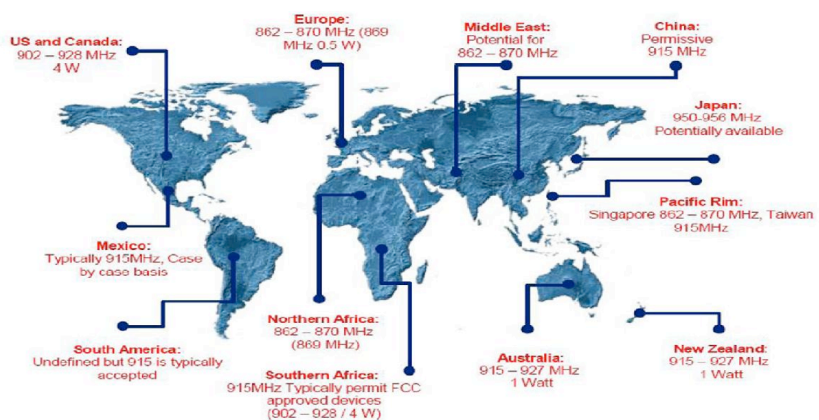 US and Canada:
902 – 928 MHz
4 W
Europe:
862 – 870 MHz (869
MHz 0.5 W)
Middle East:
Potential for
862 – 870 MHz
China:
Permissive
915 MHz
Japan:
950-956 MHz
Potentially available
Pacific Rim:
Singapore 862 – 870 MHz, Taiwan
915MHz
Mexico:
Typically 915MHz, Case
by case basis
South America:
Undefined but 915 is typically
accepted
Northern Africa:
862 – 870 MHz
(869 MHz)
Southern Africa:
915MHz Typically permit FCC
approved devices
(902 – 928 / 4 W)
Australia:
915 – 927 MHz
1 Watt
New Zealand:
915 – 927 MHz
1 Watt